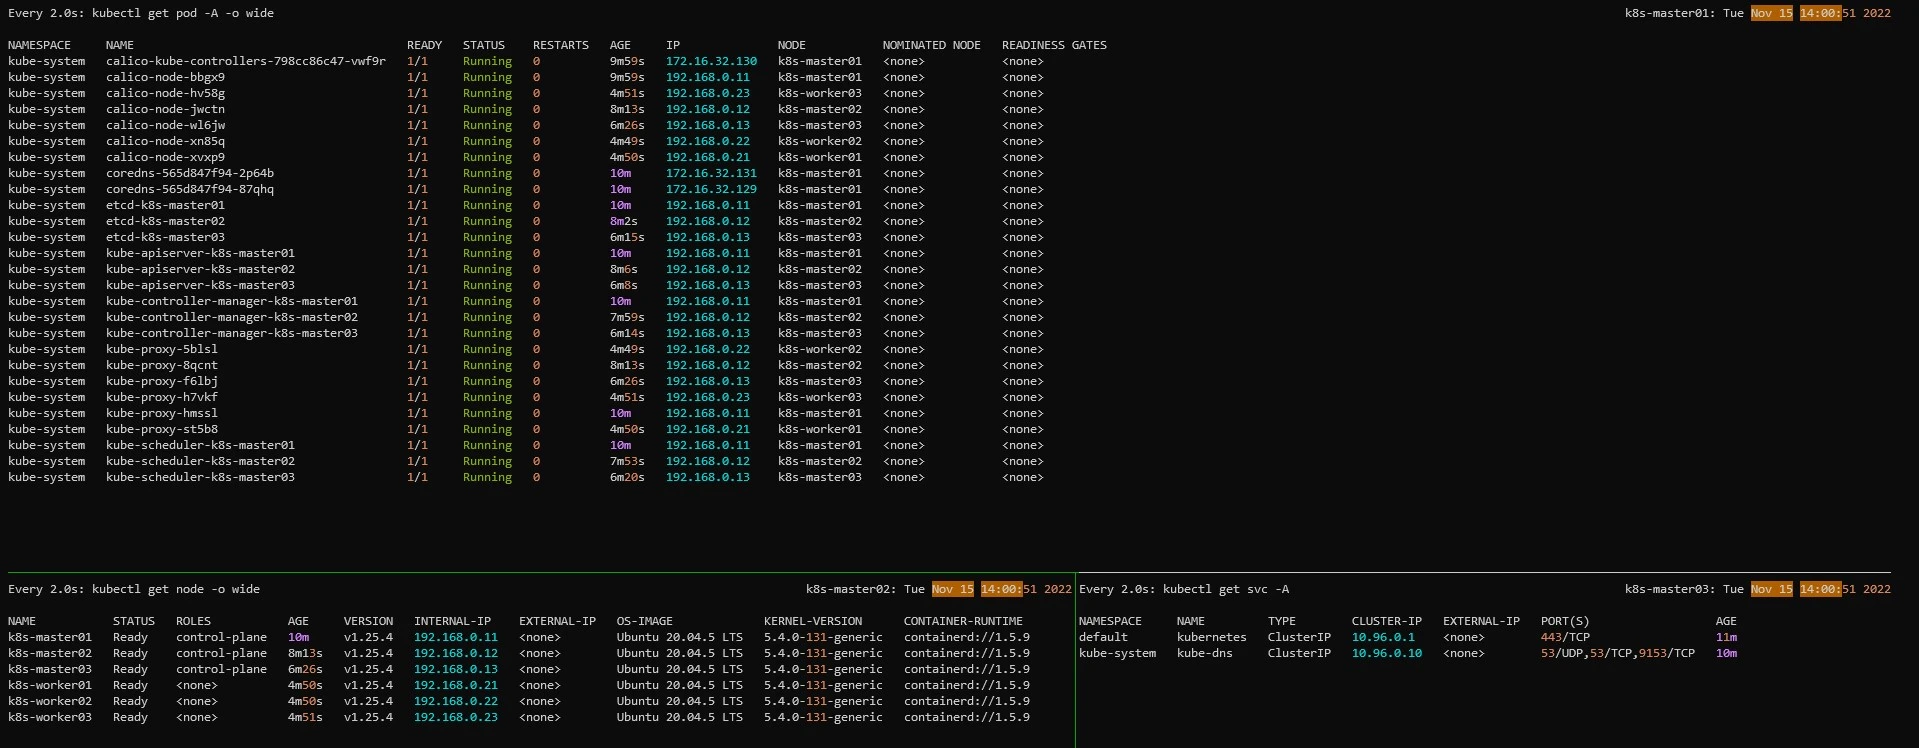 Every 2.0s: kubectl get pod -A -o wide k8s-master01: Tue Nov 15 14:00:51 2022
NAMESPACE NAME READY STATUS RESTARTS AGE IP NODE NOMINATED NODE READINESS GATES
kube-system calico-kube-controllers-798cc86c47-vwf9r 1/1 Running 0 9m59s 172.16.32.130 k8s-master01 <none> <none>
kube-system calico-node-bbgx9 1/1 Running 0 9m59s 192.168.0.11 k8s-master01 <none> <none>
kube-system calico-node-hv58g 1/1 Running 0 4m51s 192.168.0.23 k8s-worker03 <none> <none>
kube-system calico-node-jwctn 1/1 Running 0 8m13s 192.168.0.12 k8s-master02 <none> <none>
kube-system calico-node-wl6jw 1/1 Running 0 6m26s 192.168.0.13 k8s-master03 <none> <none>
kube-system calico-node-xn85q 1/1 Running 0 4m49s 192.168.0.22 k8s-worker02 <none> <none>
kube-system calico-node-xvxp9 1/1 Running 0 4m50s 192.168.0.21 k8s-worker01 <none> <none>
kube-system coredns-565d847f94-2p64b 1/1 Running 0 10m 172.16.32.131 k8s-master01 <none> <none>
kube-system coredns-565d847f94-87qhq 1/1 Running 0 10m 172.16.32.129 k8s-master01 <none> <none>
kube-system etcd-k8s-master01 1/1 Running 0 10m 192.168.0.11 k8s-master01 <none> <none>
kube-system etcd-k8s-master02 1/1 Running 0 8m2s 192.168.0.12 k8s-master02 <none> <none>
kube-system etcd-k8s-master03 1/1 Running 0 6m15s 192.168.0.13 k8s-master03 <none> <none>
kube-system kube-apiserver-k8s-master01 1/1 Running 0 10m 192.168.0.11 k8s-master01 <none> <none>
kube-system kube-apiserver-k8s-master02 1/1 Running 0 8m6s 192.168.0.12 k8s-master02 <none> <none>
kube-system kube-apiserver-k8s-master03 1/1 Running 0 6m8s 192.168.0.13 k8s-master03 <none> <none>
kube-system kube-controller-manager-k8s-master01 1/1 Running 0 10m 192.168.0.11 k8s-master01 <none> <none>
kube-system kube-controller-manager-k8s-master02 1/1 Running 0 7m59s 192.168.0.12 k8s-master02 <none> <none>
kube-system kube-controller-manager-k8s-master03 1/1 Running 0 6m14s 192.168.0.13 k8s-master03 <none> <none>
kube-system kube-proxy-5blsl 1/1 Running 0 4m49s 192.168.0.22 k8s-worker02 <none> <none>
kube-system kube-proxy-8qcnt 1/1 Running 0 8m13s 192.168.0.12 k8s-master02 <none> <none>
kube-system kube-proxy-f6lbj 1/1 Running 0 6m26s 192.168.0.13 k8s-master03 <none> <none>
kube-system kube-proxy-h7vkf 1/1 Running 0 4m51s 192.168.0.23 k8s-worker03 <none> <none>
kube-system kube-proxy-hmssl 1/1 Running 0 10m 192.168.0.11 k8s-master01 <none> <none>
kube-system kube-proxy-st5b8 1/1 Running 0 4m50s 192.168.0.21 k8s-worker01 <none> <none>
kube-system kube-scheduler-k8s-master01 1/1 Running 0 10m 192.168.0.11 k8s-master01 <none> <none>
kube-system kube-scheduler-k8s-master02 1/1 Running 0 7m53s 192.168.0.12 k8s-master02 <none> <none>
kube-system kube-scheduler-k8s-master03 1/1 Running 0 6m20s 192.168.0.13 k8s-master03 <none> <none>
Every 2.0s: kubectl get node -o wide k8s-master02: Tue Nov 15 14:00:51 2022
NAME STATUS ROLES AGE VERSION INTERNAL-IP EXTERNAL-IP OS-IMAGE KERNEL-VERSION CONTAINER-RUNTIME
k8s-master01 Ready control-plane 10m v1.25.4 192.168.0.11 <none> Ubuntu 20.04.5 LTS 5.4.0-131-generic containerd://1.5.9
k8s-master02 Ready control-plane 8m13s v1.25.4 192.168.0.12 <none> Ubuntu 20.04.5 LTS 5.4.0-131-generic containerd://1.5.9
k8s-master03 Ready control-plane 6m26s v1.25.4 192.168.0.13 <none> Ubuntu 20.04.5 LTS 5.4.0-131-generic containerd://1.5.9
k8s-worker01 Ready <none> 4m50s v1.25.4 192.168.0.21 <none> Ubuntu 20.04.5 LTS 5.4.0-131-generic containerd://1.5.9
k8s-worker02 Ready <none> 4m50s v1.25.4 192.168.0.22 <none> Ubuntu 20.04.5 LTS 5.4.0-131-generic containerd://1.5.9
k8s-worker03 Ready <none> 4m51s v1.25.4 192.168.0.23 <none> Ubuntu 20.04.5 LTS 5.4.0-131-generic containerd://1.5.9
Every 2.0s: kubectl get svc -A k8s-master03: Tue Nov 15 14:00:51 2022
NAMESPACE NAME TYPE CLUSTER-IP EXTERNAL-IP PORT(S) AGE
default kubernetes ClusterIP 10.96.0.1 <none> 443/TCP 11m
kube-system kube-dns ClusterIP 10.96.0.10 <none> 53/UDP,53/TCP,9153/TCP 10m